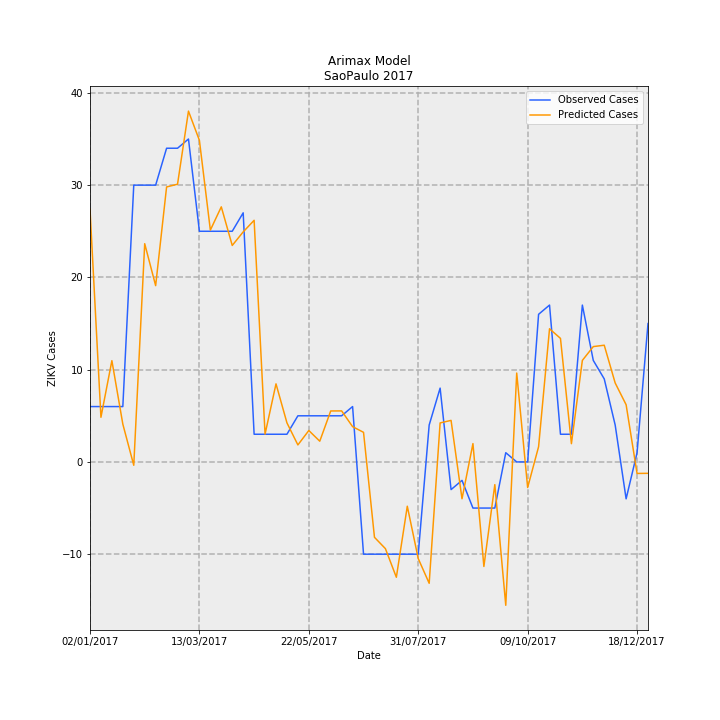 Arimax Model
SaoPaulo 2017
Observed Cases
Predicted Cases
40
30
20
10
0
−10
ZIKV Cases
02/01/2017 13/03/2017 22/05/2017 31/07/2017 09/10/2017 18/12/2017
Date